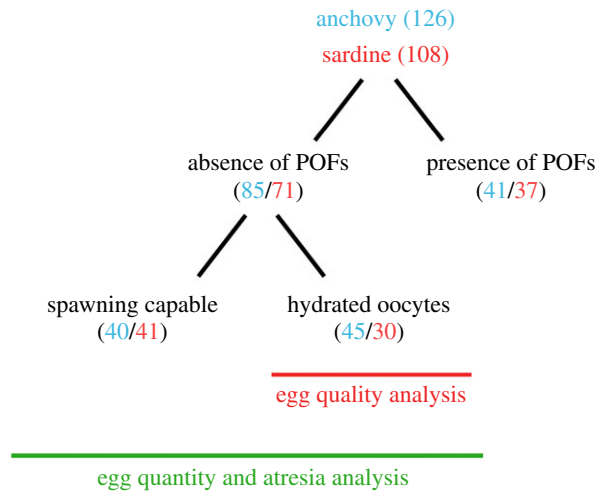 anchovy (126)
sardine (108)
absence of POFs
(85/71)
presence of POFs
(41/37)
spawning capable
(40/41)
hydrated oocytes
(45/30)
egg quality analysis
egg quantity and atresia analysis